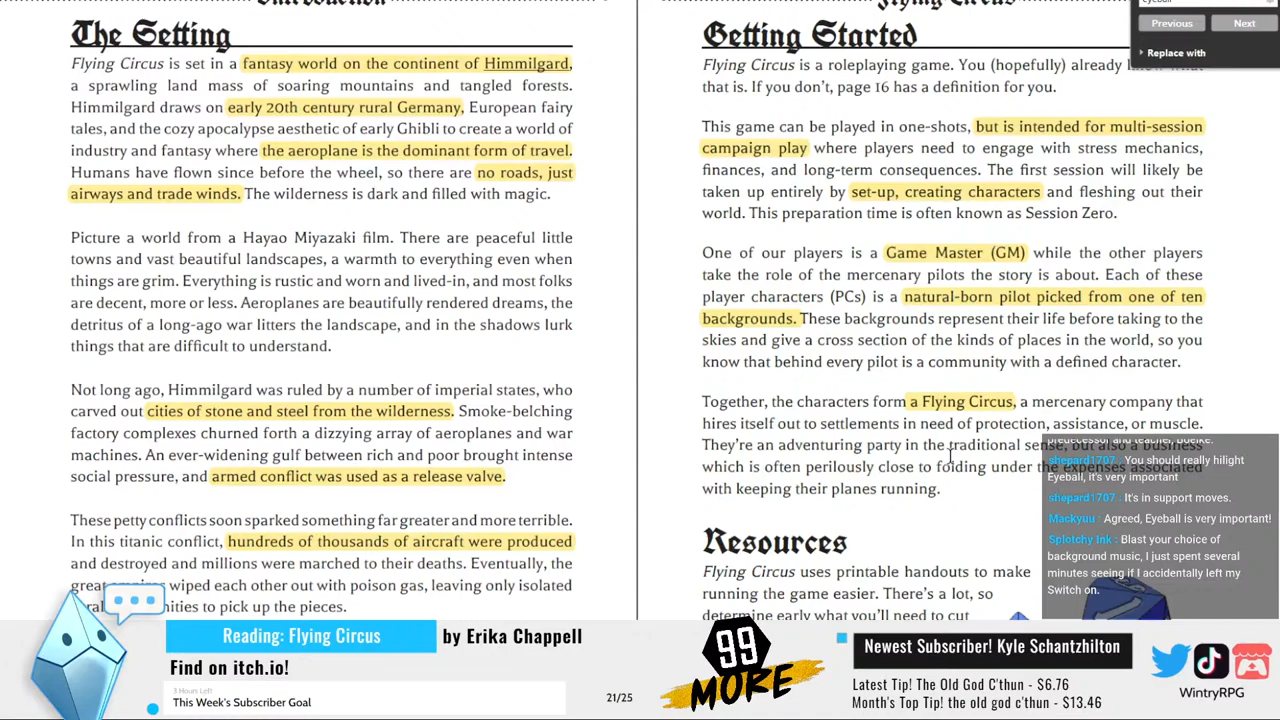 Introduction
The Setting
Flying Circus is set in a fantasy world on the continent of Himmilgard,
a sprawling land mass of soaring mountains and tangled forests.
Himmilgard draws on early 20th century rural Germany, European fairy
tales, and the cozy apocalypse aesthetic of early Ghibli to create a world of
industry and fantasy where the aeroplane is the dominant form of travel.
Humans have flown since before the wheel, so there are no roads, just
airways and trade winds. The wilderness is dark and filled with magic.
Picture a world from a Hayao Miyazaki film. There are peaceful little
towns and vast beautiful landscapes, a warmth to everything even when
things are grim. Everything is rustic and worn and lived-in, and most folks
are decent, more or less. Aeroplanes are beautifully rendered dreams, the
detritus of a long-ago war litters the landscape, and in the shadows lurk
things that are difficult to understand.
Not long ago, Himmilgard was ruled by a number of imperial states, who
carved out cities of stone and steel from the wilderness. Smoke-belching
factory complexes churned forth a dizzying array of aeroplanes and war
machines. An ever-widening gulf between rich and poor brought intense
social pressure, and armed conflict was used as a release valve.
These petty conflicts soon sparked something far greater and more terrible.
In this titanic conflict, hundreds of thousands of aircraft were produced
and destroyed and millions were marched to their deaths. Eventually, the
great wiped each other out with poison gas, leaving only isolated
to pick up the pieces.
Flying Circus
Getting Started
Flying Circus is a roleplaying game. You (hopefully) already know what
that is. If you don't, page 16 has a definition for you.
This game can be played in one-shots, but is intended for multi-session
campaign play where players need to engage with stress mechanics,
finances, and long-term consequences. The first session will likely be
taken up entirely by set-up, creating characters and fleshing out their
world. This preparation time is often known as Session Zero.
One of our players is a Game Master (GM) while the other players
take the role of the mercenary pilots the story is about. Each of these
player characters (PCs) is a natural-born pilot picked from one of ten
backgrounds. These backgrounds represent their life before taking to the
skies and give a cross section of the kinds of places in the world, so you
know that behind every pilot is a community with a defined character.
Together, the characters form a Flying Circus, a mercenary company that
hires itself out to settlements in need of protection, assistance, or muscle.
They're an adventuring party in the traditional sense, but also a business
which is often perilously close to folding under the expenses associated
with keeping their planes running.
Resources
Flying Circus uses printable handouts to make
running the game easier. There's a lot, so
determine early what you'll need to cut
Eyeball
Previous
Next
Replace with
predecessor and teacher, Boelke.
shepard1707 : You should really hilight
Eyeball, it's very important
shepard1707 : It's in support moves.
Mackyuu : Agreed, Eyeball is very important!
Splotchy Ink : Blast your choice of
background music, I just spent several
minutes seeing if I accidentally left my
Switch on.
Reading: Flying Circus
by Erika Chappell
Find on itch.io!
3 Hours Left
This Week's Subscriber Goal
21/25
99
MORE
Newest Subscriber! Kyle Schantzhilton
Latest Tip! The Old God C'thun - $6.76
Month's Top Tip! the old god c'thun - $13.46
WintryRPG